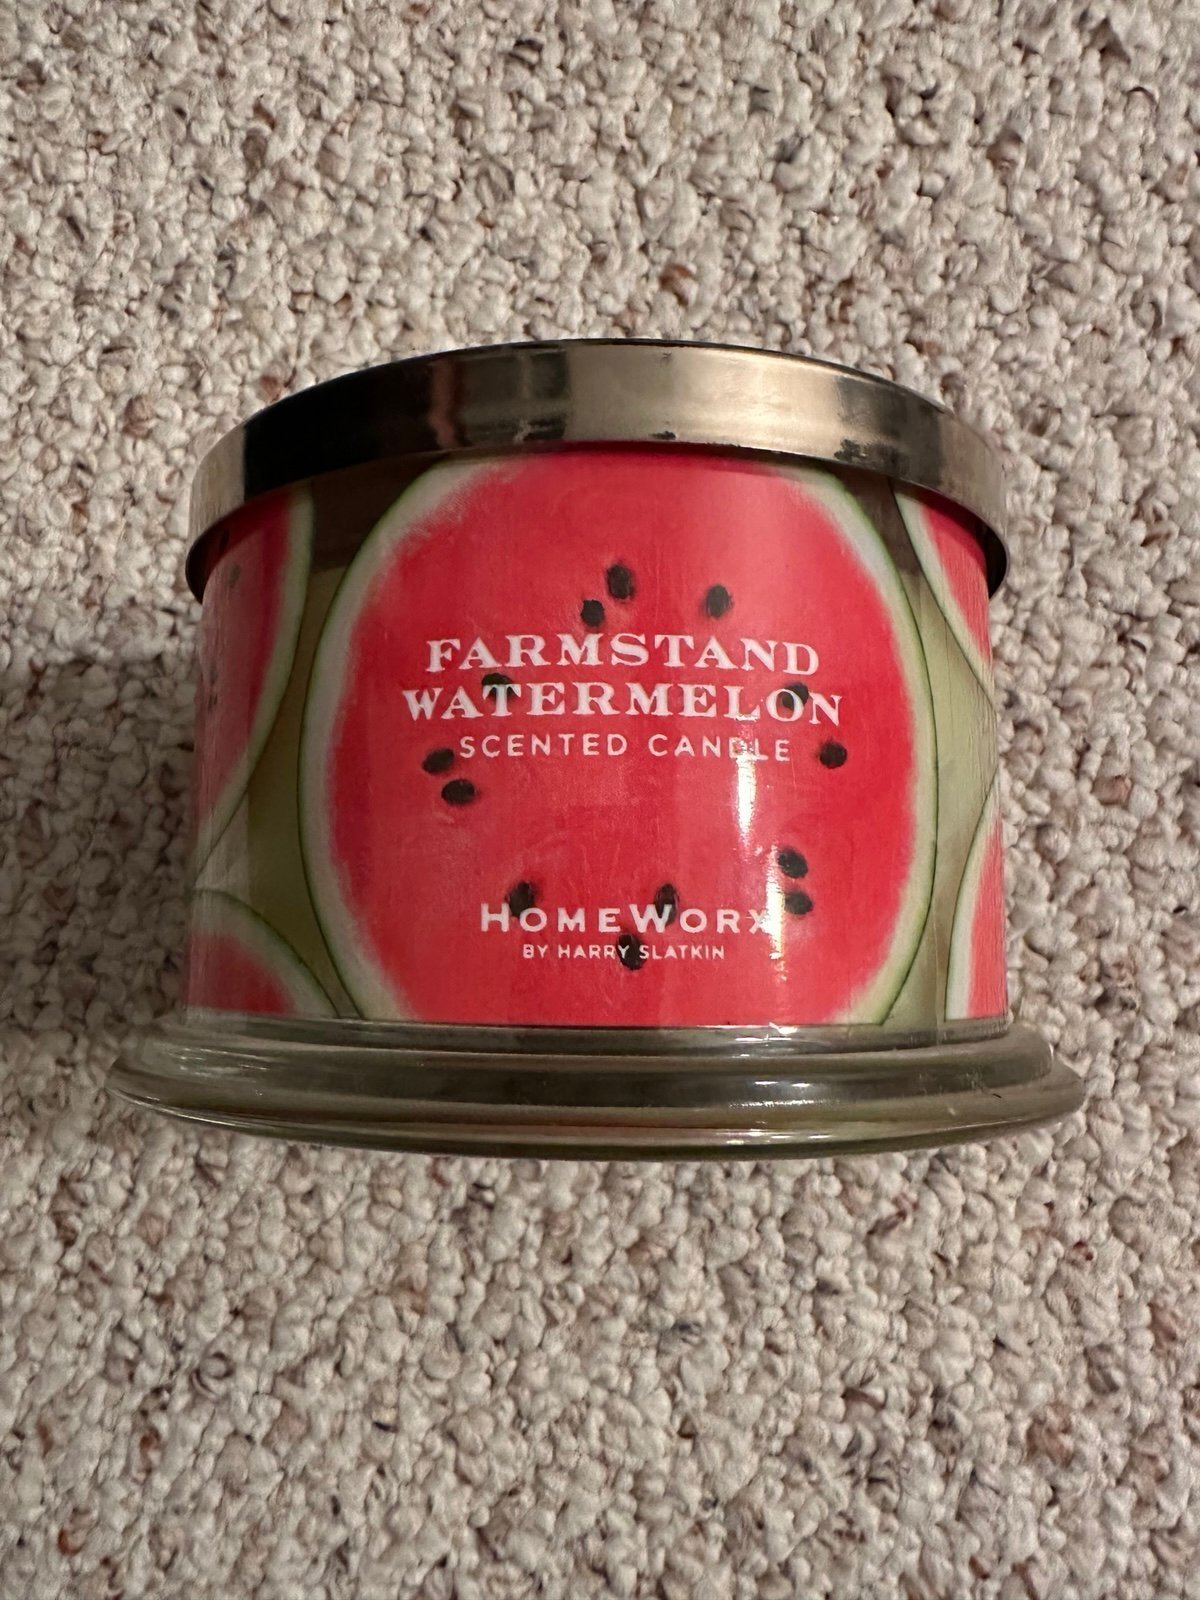 FARMSTAND
WATERMELON
SCENTED CANDLE
HOMEWORX
BY HARRY SLATKIN